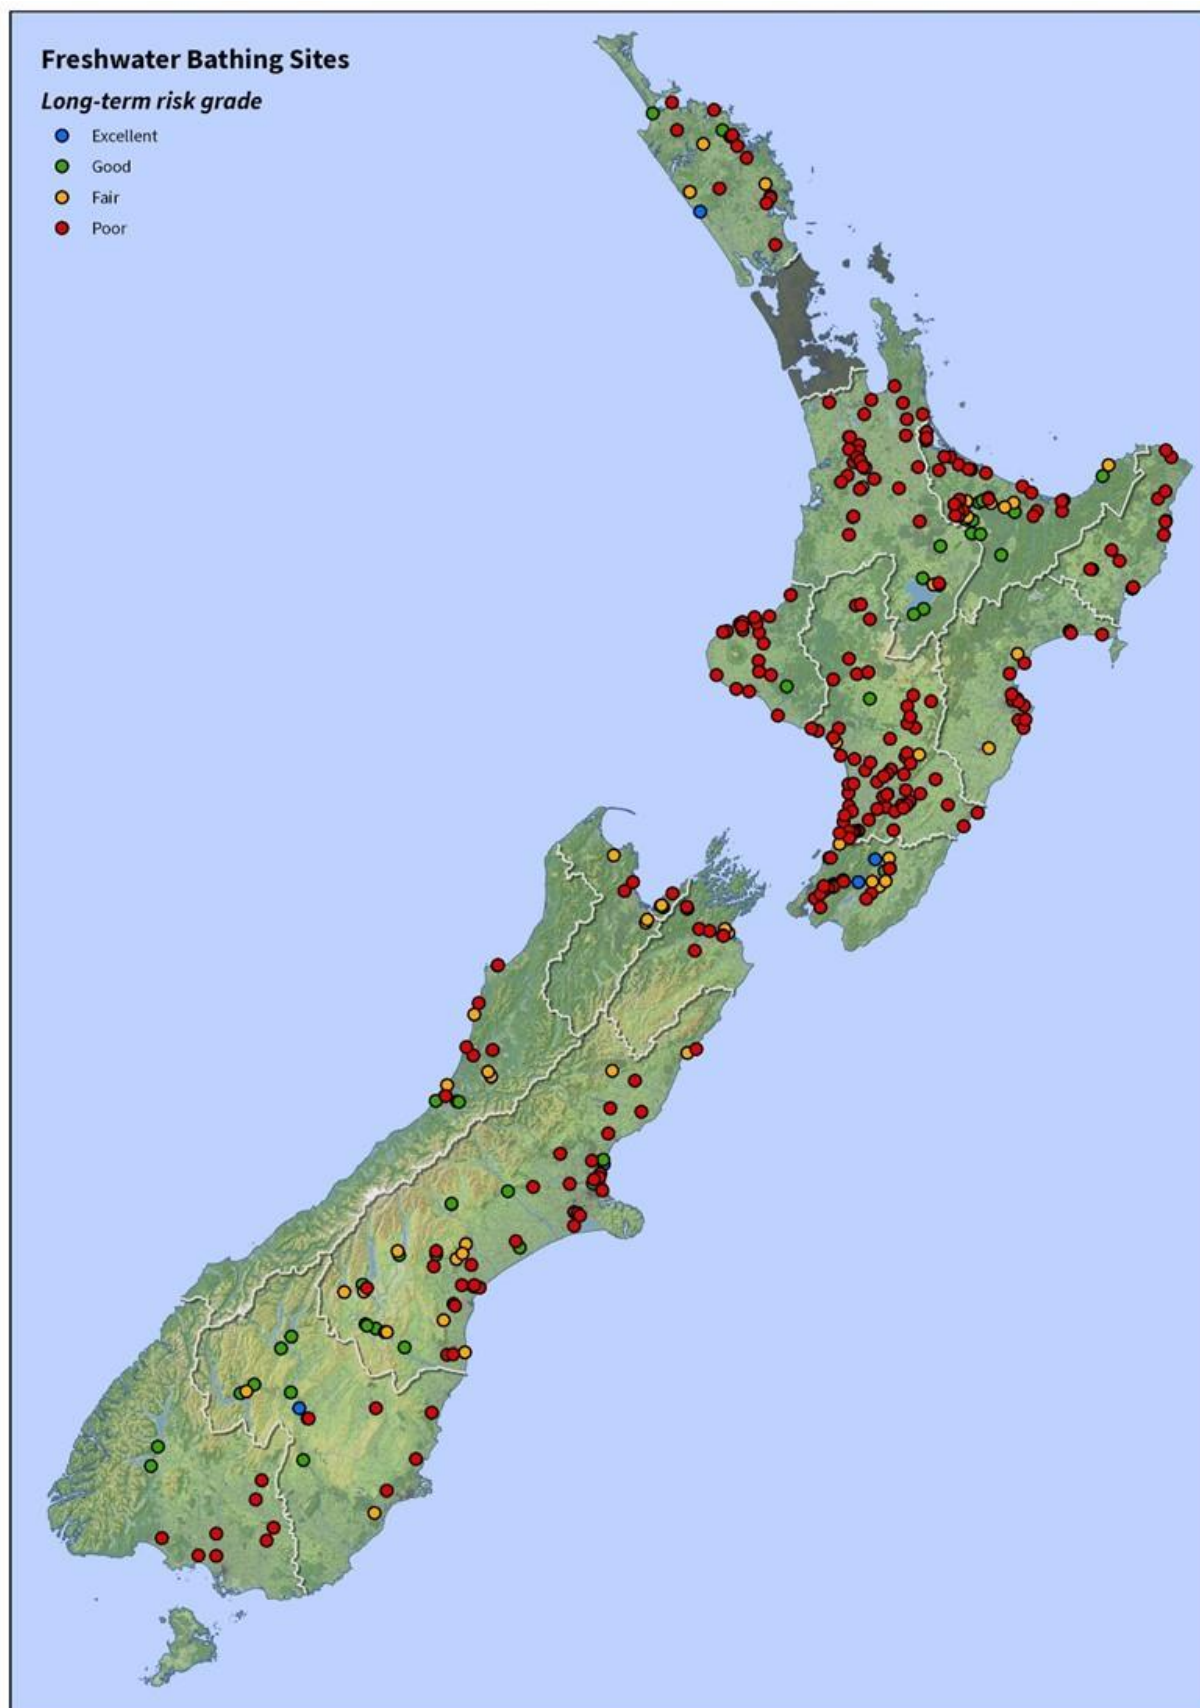 Freshwater Bathing Sites
Long-term risk grade
Excellent
Good
Fair
Poor